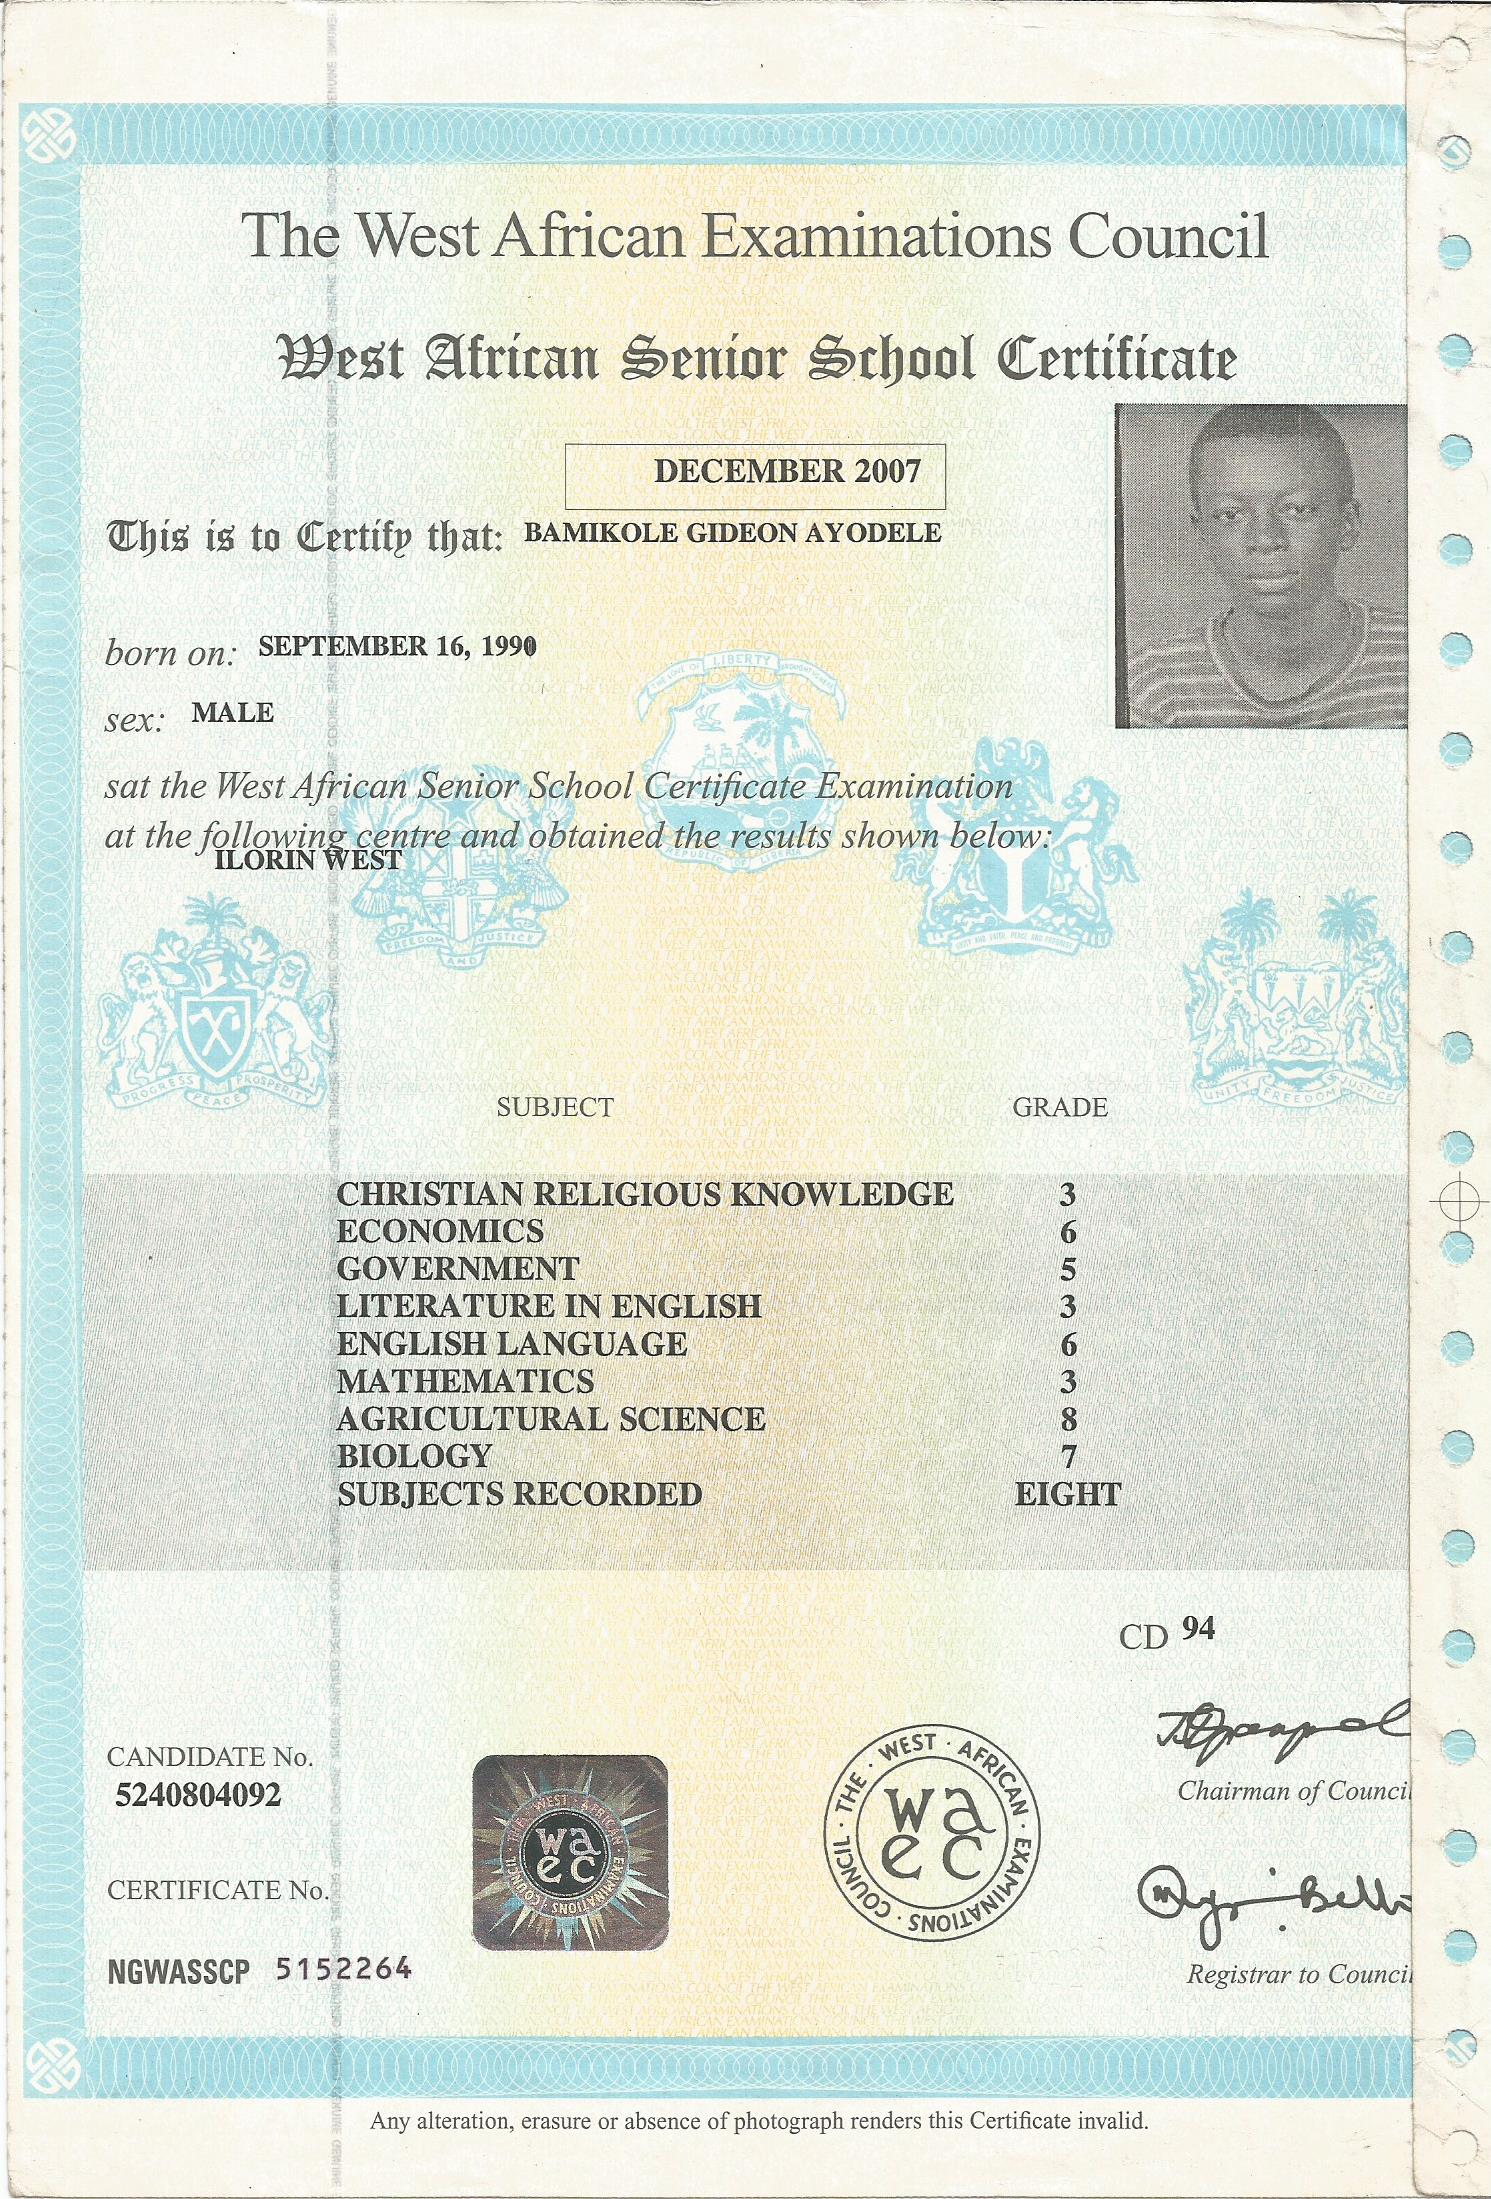 The West African Examinations Council
West African Senior School Certificate
DECEMBER 2007
This is to Certify that: BAMIKOLE GIDEON AYODELE
born on: SEPTEMBER 16, 1990
sex: MALE
sat the West African Senior School Certificate Examination
at the following centre and obtained the results shown below:
ILORIN WEST
THE LOVE OF LIBERTY BROUGHT
REPUBLIC OF LIBERIA
FREEDOM AND JUSTICE
UNITY AND FAITH, PEACE AND PROGRESS
PROGRESS PEACE PROSPERITY
UNITY FREEDOM JUSTICE
SUBJECT GRADE
CHRISTIAN RELIGIOUS KNOWLEDGE 3
ECONOMICS 6
GOVERNMENT 5
LITERATURE IN ENGLISH 3
ENGLISH LANGUAGE 6
MATHEMATICS 3
AGRICULTURAL SCIENCE 8
BIOLOGY 7
SUBJECTS RECORDED EIGHT
CD 94
Chairman of Council
CANDIDATE No.
5240804092
THE WEST AFRICAN EXAMINATIONS COUNCIL
waec
THE · WEST · AFRICAN · EXAMINATIONS · COUNCIL
waec
CERTIFICATE No.
NGWASSCP 5152264
Registrar to Council
Any alteration, erasure or absence of photograph renders this Certificate invalid.